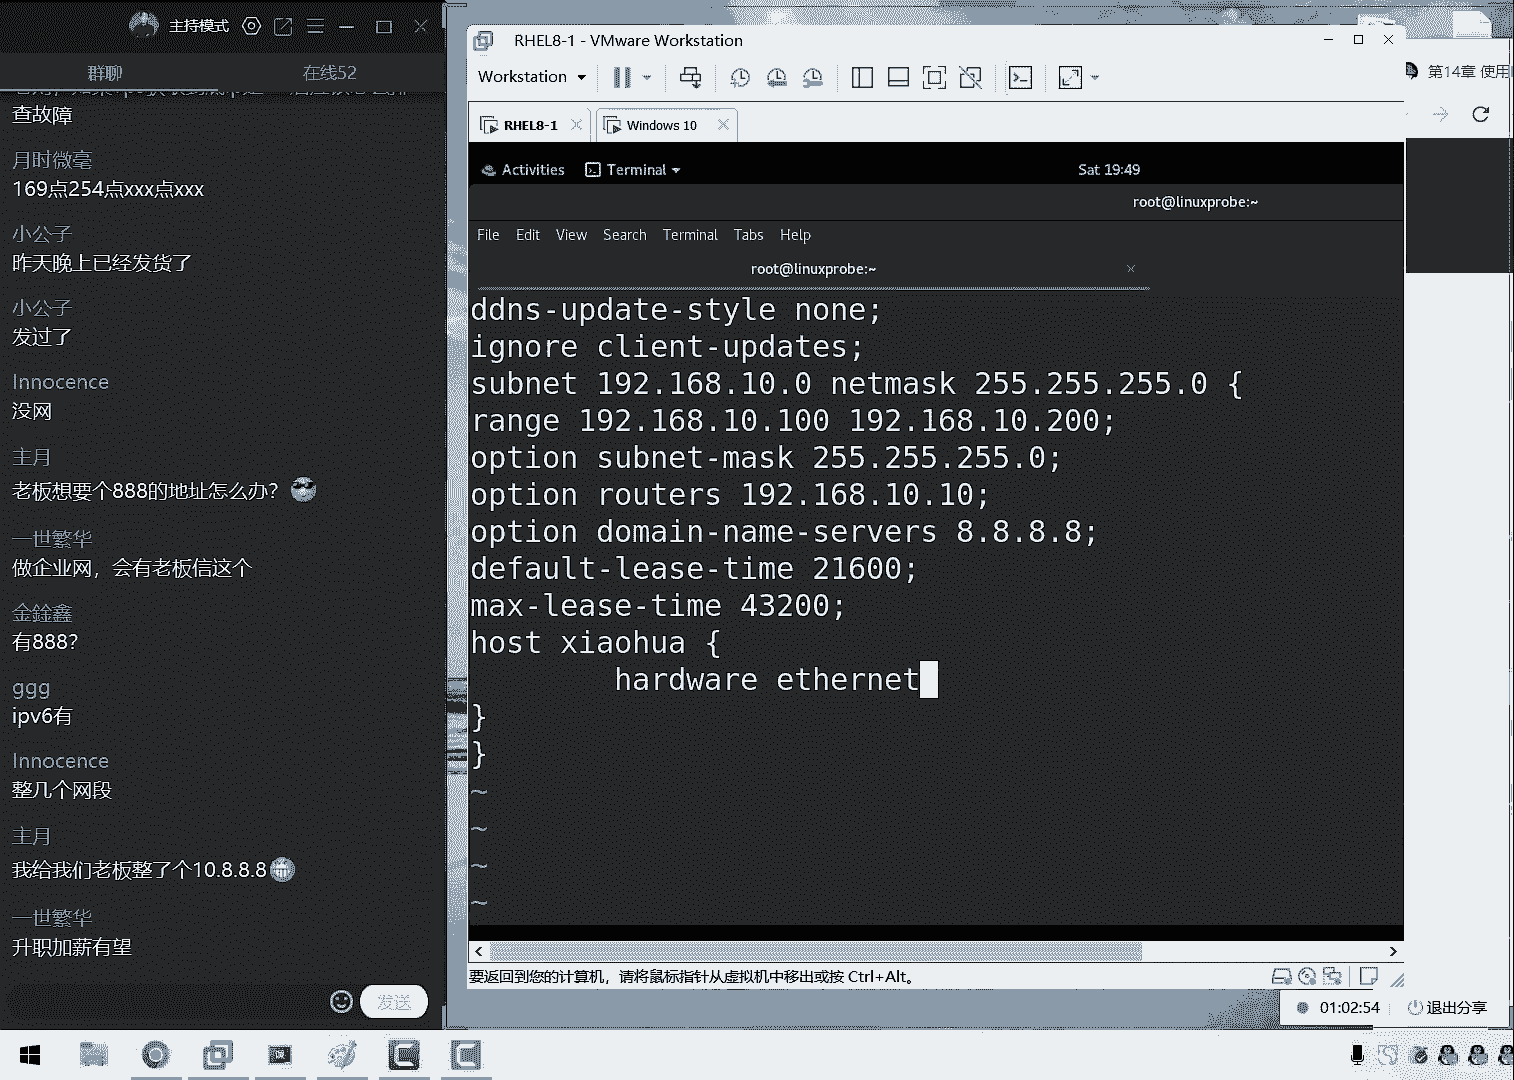 主持模式
群聊
在线52
查故障
月时微毫
169点254点xxx点xxx
小公子
昨天晚上已经发货了
小公子
发过了
Innocence
没网
主月
老板想要个888的地址怎么办?
一世繁华
做企业网，会有老板信这个
金鍂鑫
有888?
ggg
ipv6有
Innocence
整几个网段
主月
我给我们老板整了个10.8.8.8
一世繁华
升职加薪有望
发送
RHEL8-1 - VMware Workstation
Workstation
RHEL8-1
Windows 10
Activities
Terminal
Sat 19:49
root@linuxprobe:~
File Edit View Search Terminal Tabs Help
root@linuxprobe:~
ddns-update-style none;
ignore client-updates;
subnet 192.168.10.0 netmask 255.255.255.0 {
range 192.168.10.100 192.168.10.200;
option subnet-mask 255.255.255.0;
option routers 192.168.10.10;
option domain-name-servers 8.8.8.8;
default-lease-time 21600;
max-lease-time 43200;
host xiaohua {
hardware ethernet
}
}
~
~
~
~
要返回到您的计算机，请将鼠标指针从虚拟机中移出或按 Ctrl+Alt。
第14章 使用
01:02:54
退出分享